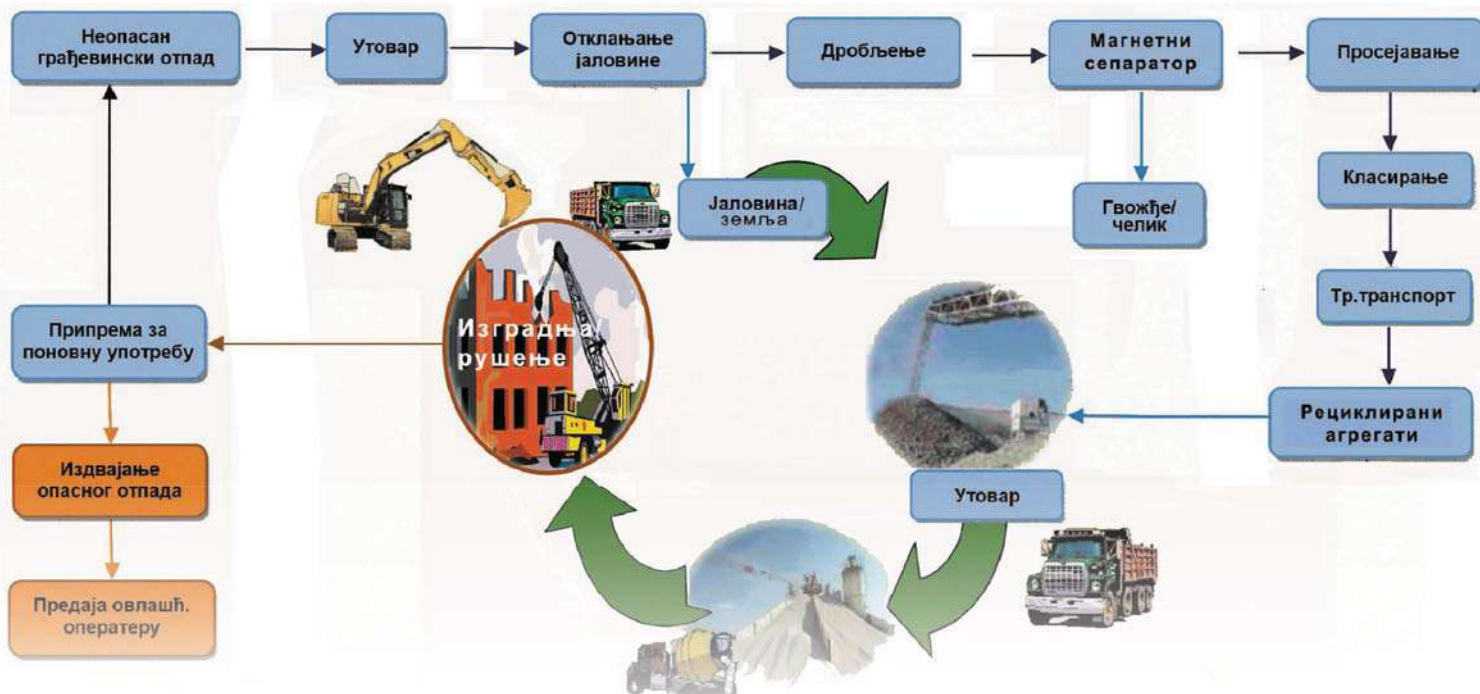 Неопасан
грађевински отпад
Утовар
Отклањање
јаловине
Дробљење
Магнетни
сепаратор
Просејавање
Јаловина/
земља
Гвожђе/
челик
Класирање
Тр.транспорт
Припрема за
поновну употребу
Изградња/
рушење
Рециклирани
агрегати
Издвајање
опасног отпада
Утовар
Предаја овлашћ.
оператеру